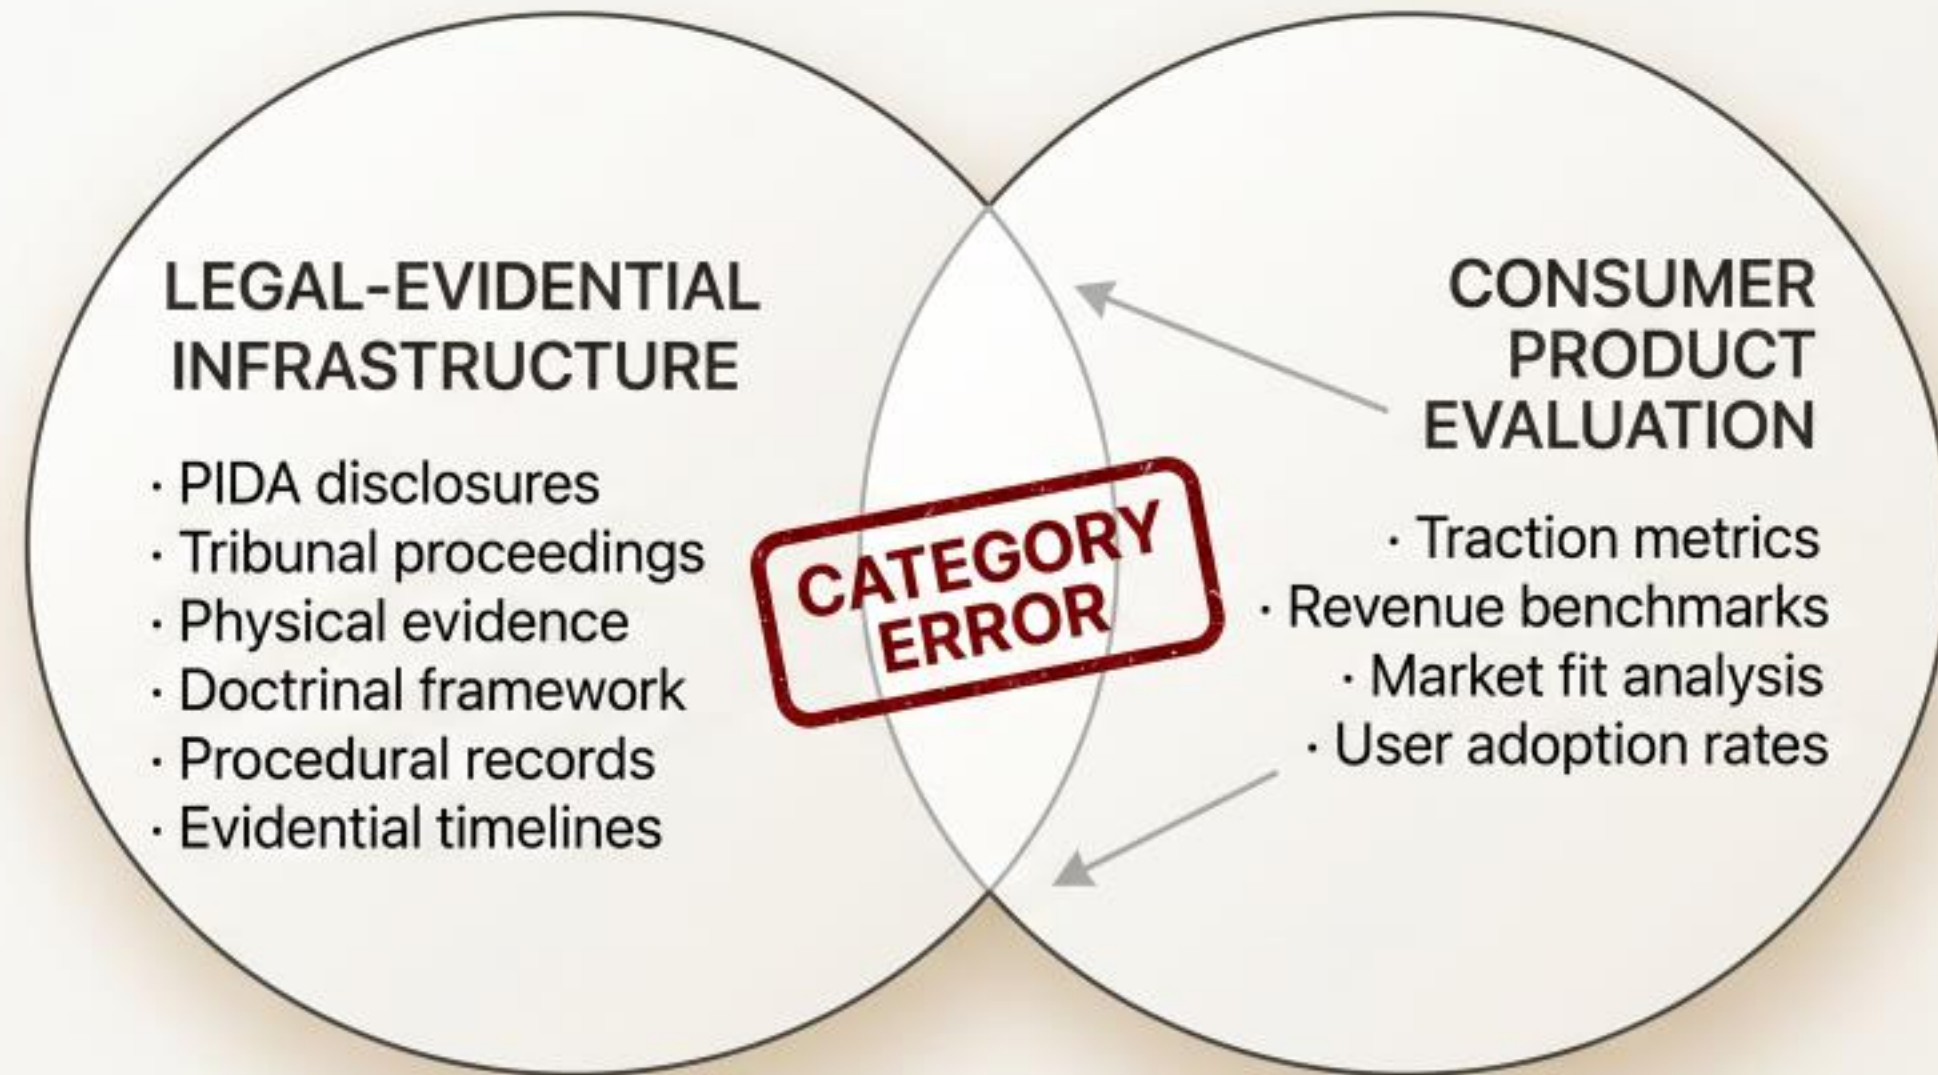 LEGAL-EVIDENTIAL
INFRASTRUCTURE
· PIDA disclosures
· Tribunal proceedings
· Physical evidence
· Doctrinal framework
· Procedural records
· Evidential timelines
CATEGORY
ERROR
CONSUMER
PRODUCT
EVALUATION
· Traction metrics
· Revenue benchmarks
· Market fit analysis
· User adoption rates